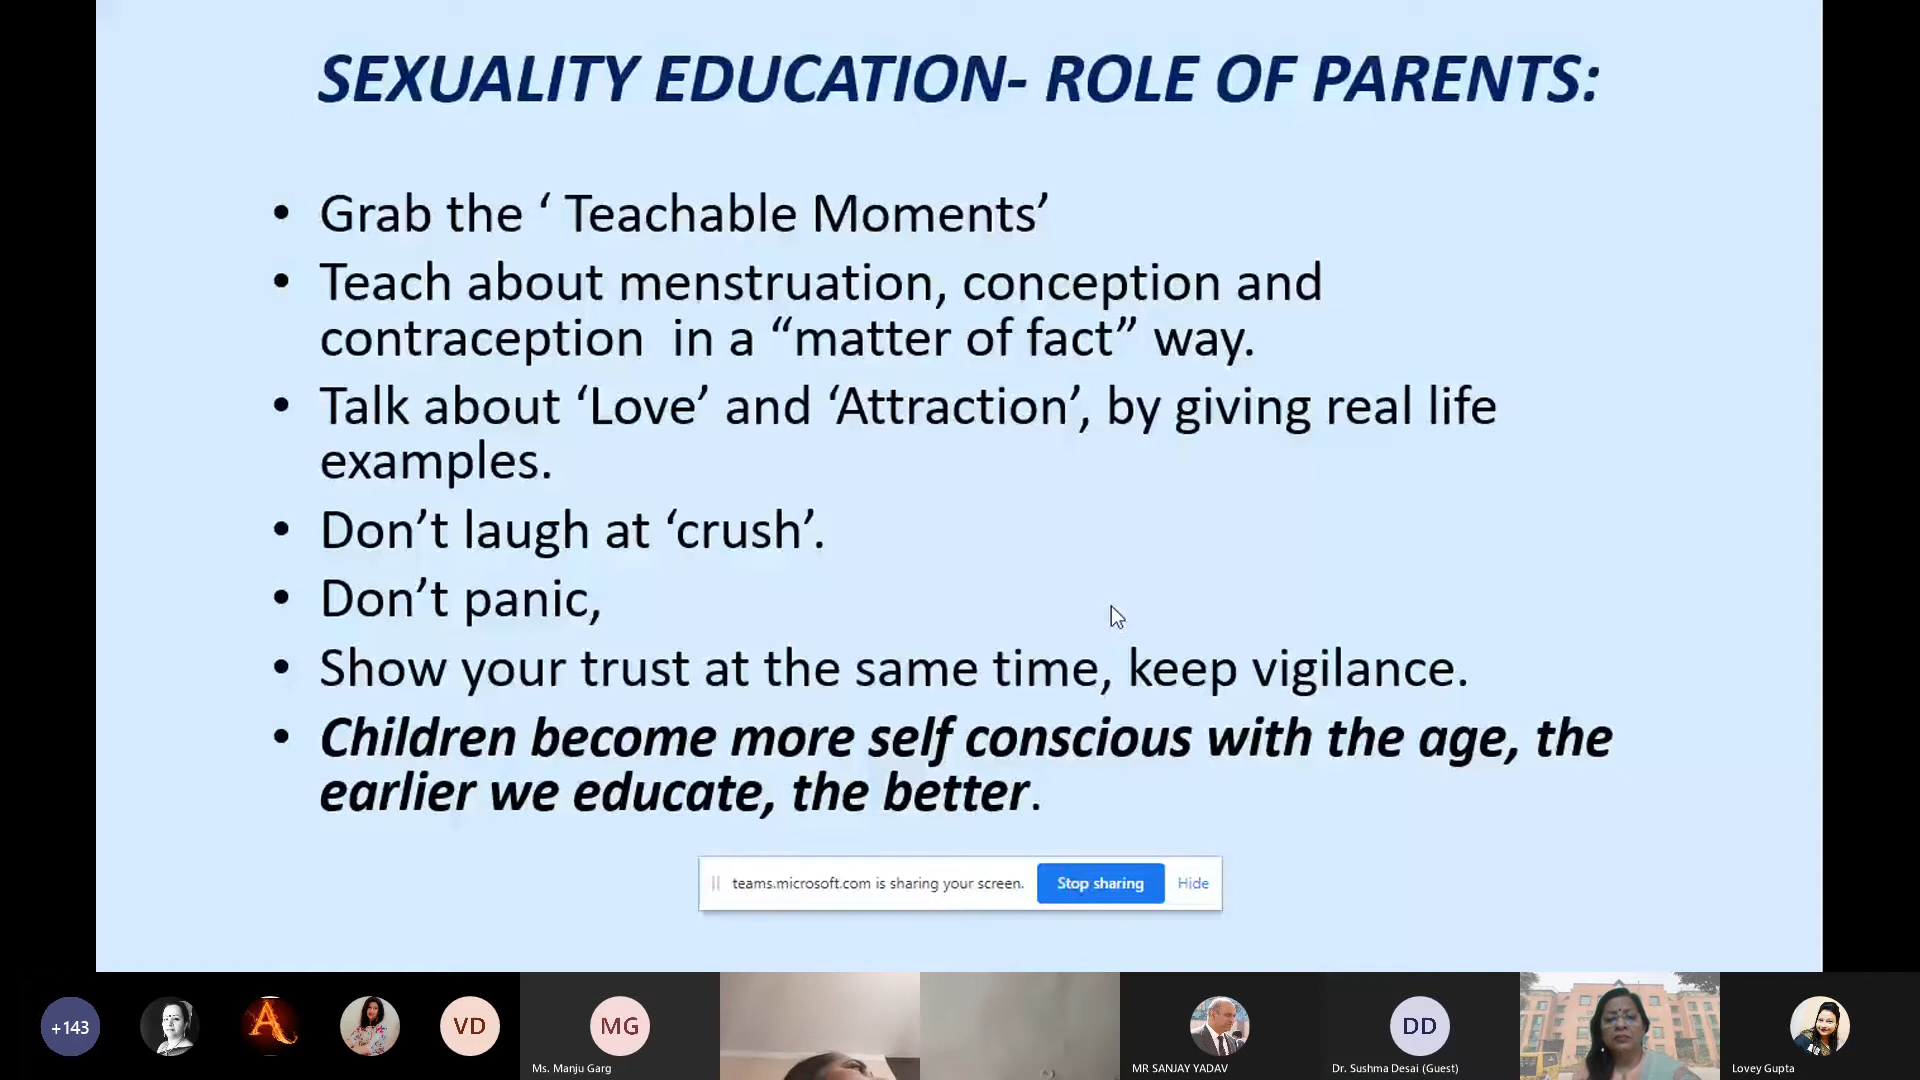 SEXUALITY EDUCATION- ROLE OF PARENTS:
• Grab the ‘ Teachable Moments’
• Teach about menstruation, conception and
contraception  in a “matter of fact” way.
• Talk about ‘Love’ and ‘Attraction’, by giving real life
examples.
• Don’t laugh at ‘crush’.
• Don’t panic,
• Show your trust at the same time, keep vigilance.
• Children become more self conscious with the age, the
earlier we educate, the better.
teams.microsoft.com is sharing your screen. Stop sharing Hide
+143
A
VD
MG
DD
Ms. Manju Garg
MR SANJAY YADAV
Dr. Sushma Desai (Guest)
Lovey Gupta